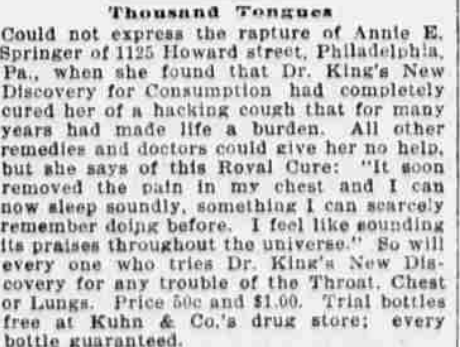 Thousand Tongues
Could not express the rapture of Annie E.
Springer of 1125 Howard street, Philadelphia,
Pa., when she found that Dr. King's New
Discovery for Consumption had completely
cured her of a hacking cough that for many
years had made life a burden. All other
remedies and doctors could give her no help,
but she says of this Royal Cure: "It soon
removed the pain in my chest and I can
now sleep soundly, something I can scarcely
remember doing before. I feel like sounding
its praises throughout the universe." So will
every one who tries Dr. King's New Dis-
covery for any trouble of the Throat, Chest
or Lungs. Price 50c and $1.00. Trial bottles
free at Kuhn & Co.'s drug store; every
bottle guaranteed.